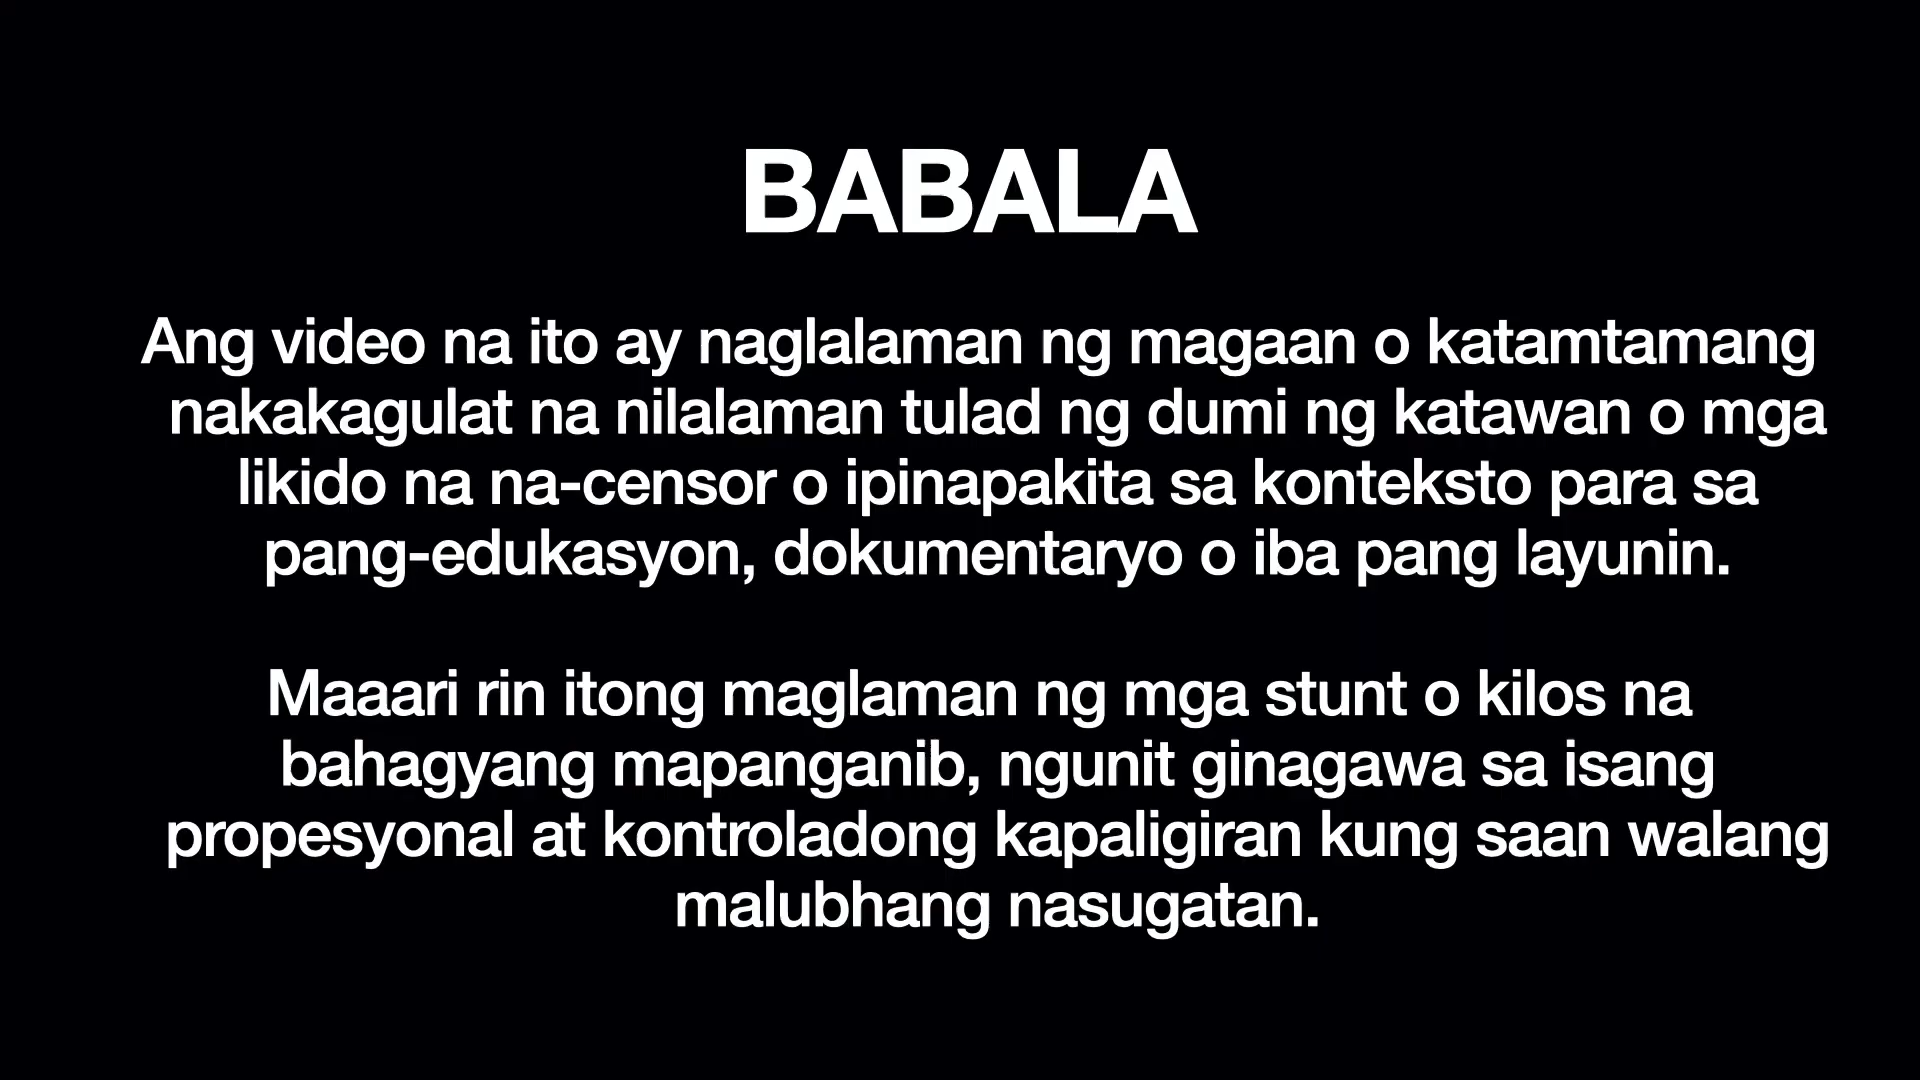 BABALA
Ang video na ito ay naglalaman ng magaan o katamtamang
nakakagulat na nilalaman tulad ng dumi ng katawan o mga
likido na na-censor o ipinapakita sa konteksto para sa
pang-edukasyon, dokumentaryo o iba pang layunin.
Maaari rin itong maglaman ng mga stunt o kilos na
bahagyang mapanganib, ngunit ginagawa sa isang
propesyonal at kontroladong kapaligiran kung saan walang
malubhang nasugatan.